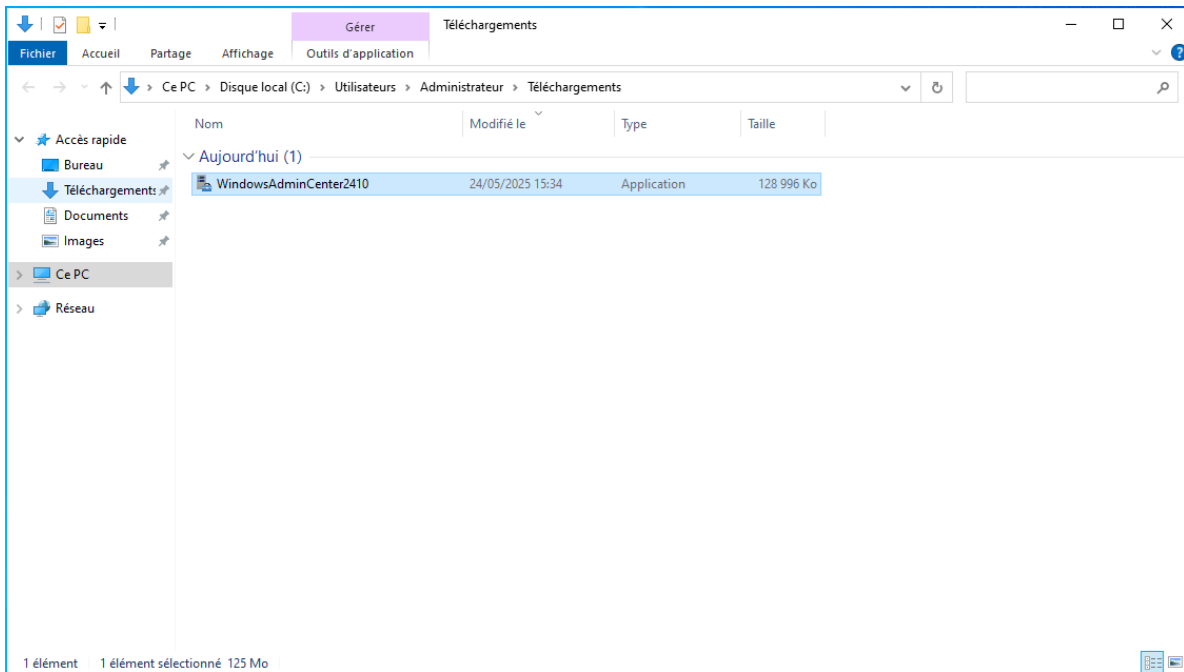 Gérer
Téléchargements
Fichier
Accueil
Partage
Affichage
Outils d'application
Ce PC > Disque local (C:) > Utilisateurs > Administrateur > Téléchargements
Nom
Modifié le
Type
Taille
Accès rapide
Bureau
Téléchargements
Documents
Images
Ce PC
Réseau
Aujourd'hui (1)
WindowsAdminCenter2410 24/05/2025 15:34 Application 128 996 Ko
1 élément
1 élément sélectionné 125 Mo